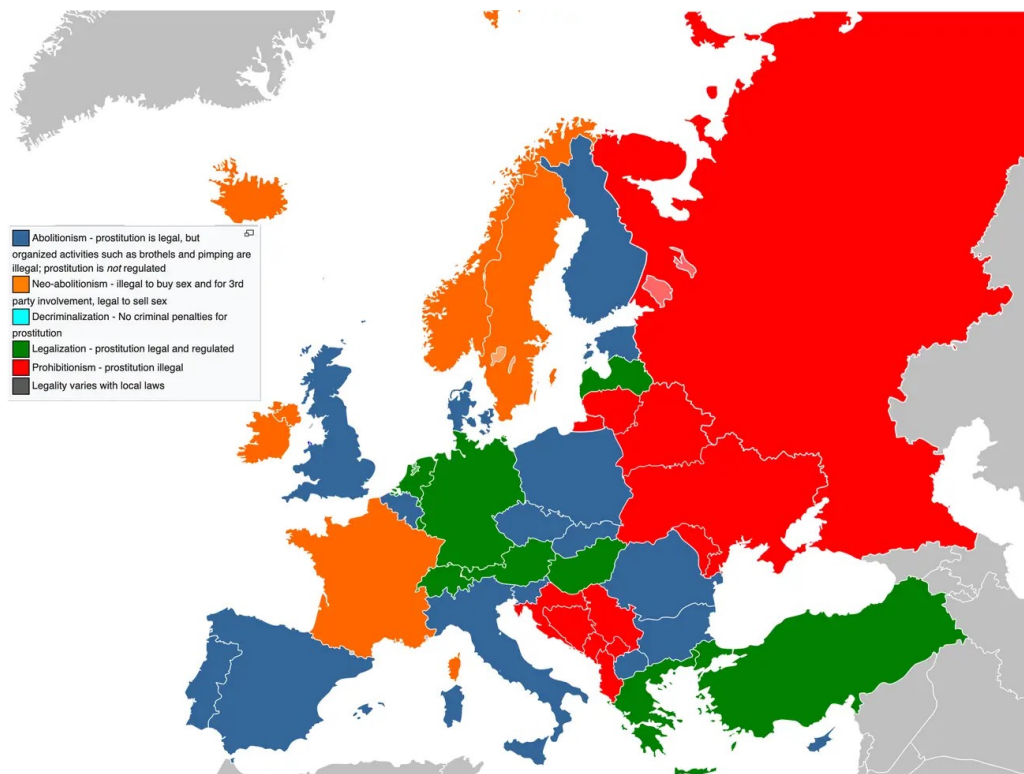 Abolitionism - prostitution is legal, but
organized activities such as brothels and pimping are
illegal; prostitution is not regulated
Neo-abolitionism - illegal to buy sex and for 3rd
party involvement, legal to sell sex
Decriminalization - No criminal penalties for
prostitution
Legalization - prostitution legal and regulated
Prohibitionism - prostitution illegal
Legality varies with local laws